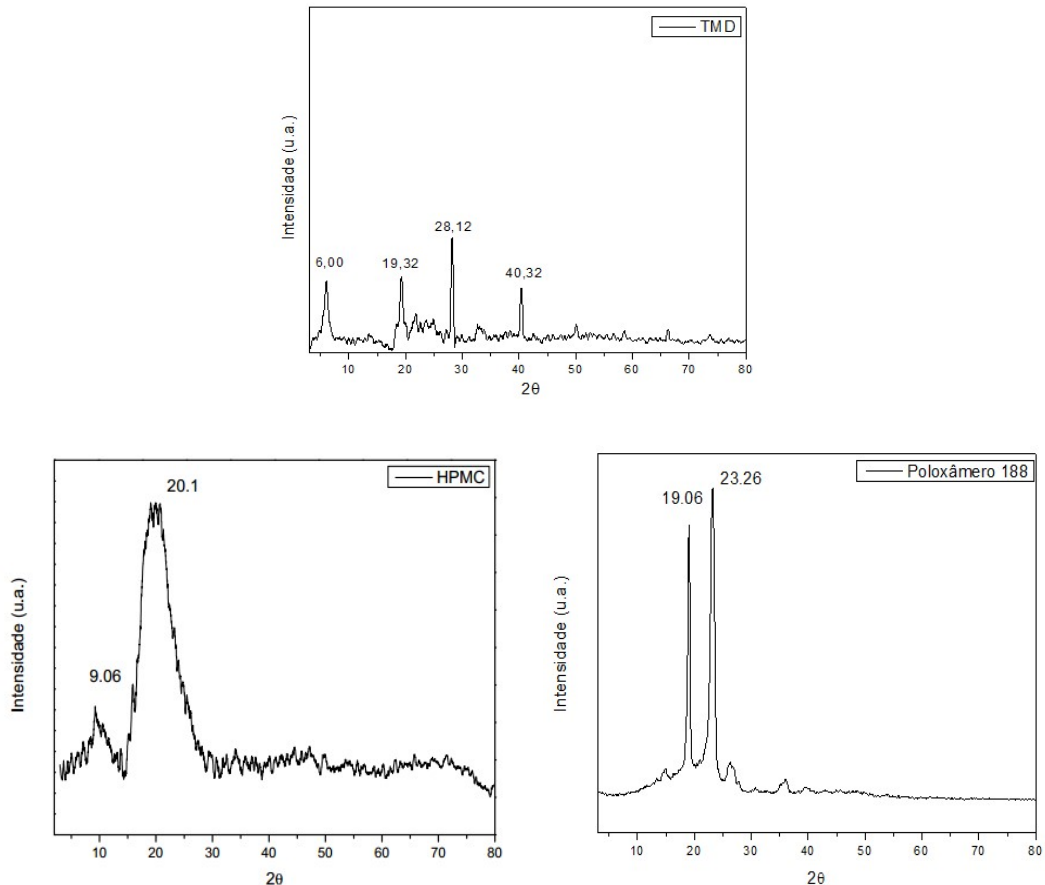 TMD
Intensidade (u.a.)
28,12
6,00
19,32
40,32
10 20 30 40 50 60 70 80
2θ
HPMC
20.1
Intensidade (u.a.)
9.06
10 20 30 40 50 60 70 80
2θ
Poloxâmero 188
23.26
19.06
Intensidade (u.a.)
10 20 30 40 50 60 70 80
2θ